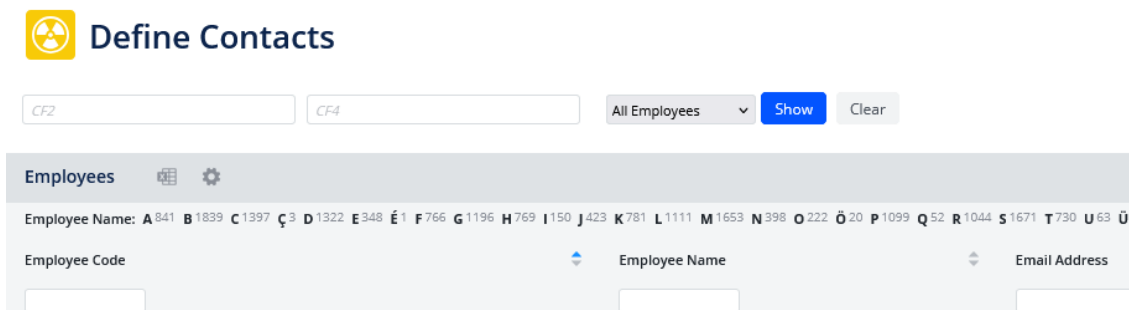 Define Contacts
CF2 CF4 All Employees Show Clear
Employees
Employee Name: A 841 B 1839 C 1397 Ç 3 D 1322 E 348 É 1 F 766 G 1196 H 769 I 150 J 423 K 781 L 1111 M 1653 N 398 O 222 Ö 20 P 1099 Q 52 R 1044 S 1671 T 730 U 63 Ü
Employee Code Employee Name Email Address